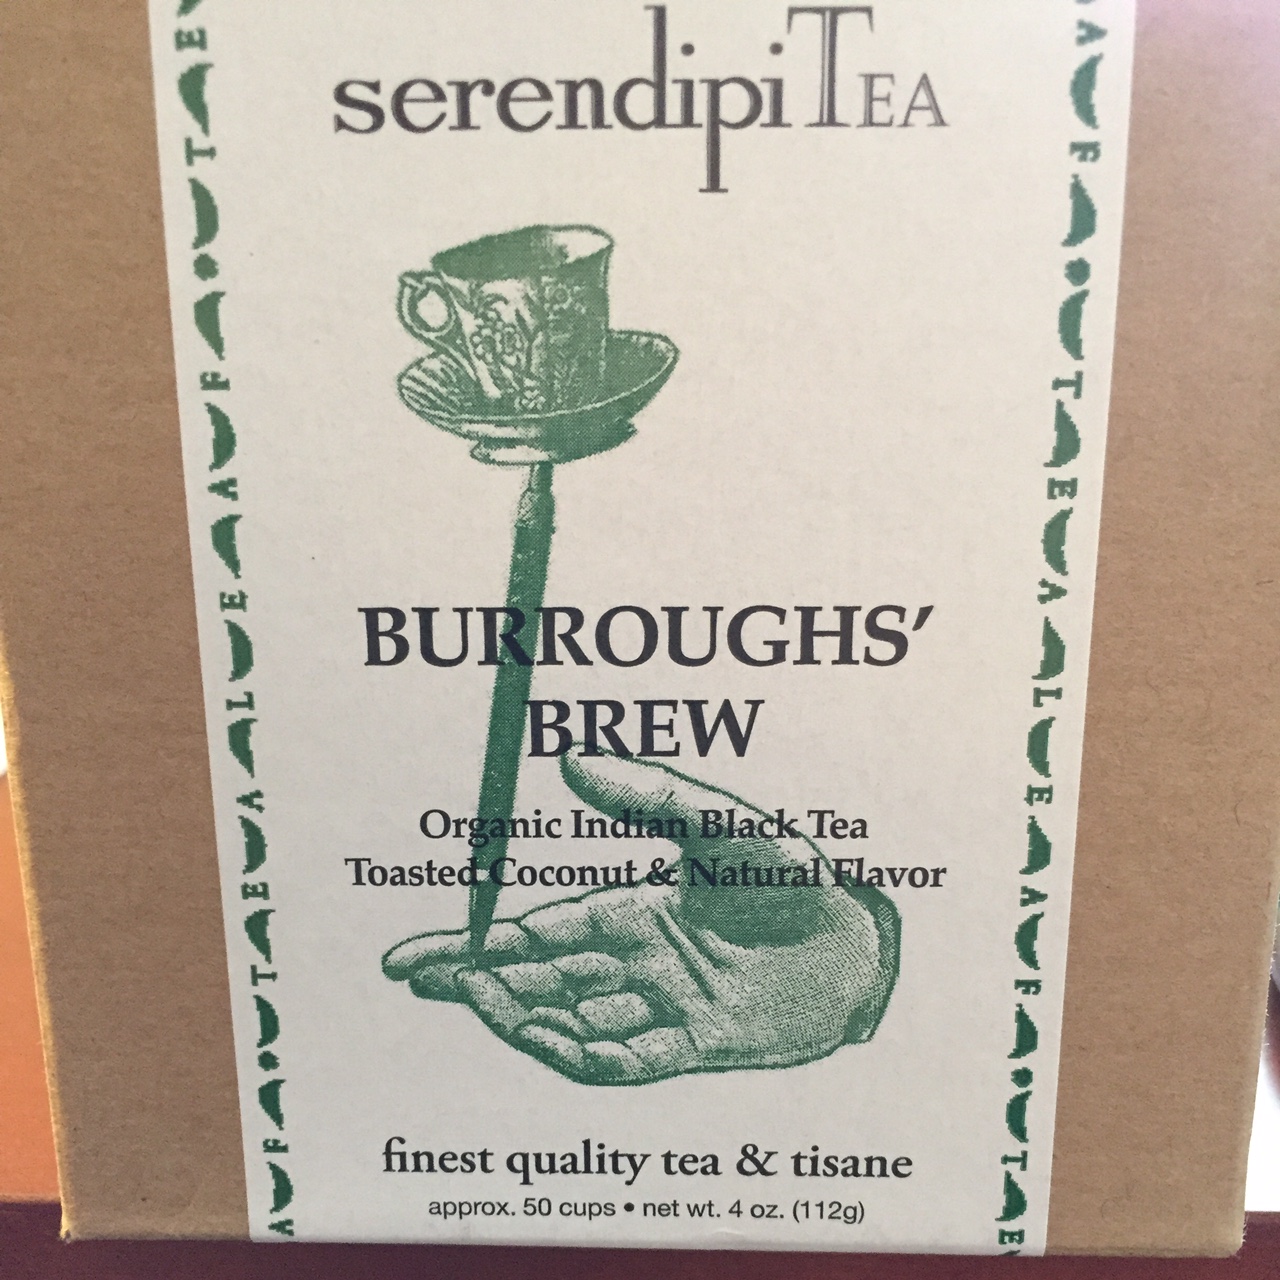 serendipiTEA
BURROUGHS’
BREW
Organic Indian Black Tea
Toasted Coconut & Natural Flavor
finest quality tea & tisane
approx. 50 cups • net wt. 4 oz. (112g)